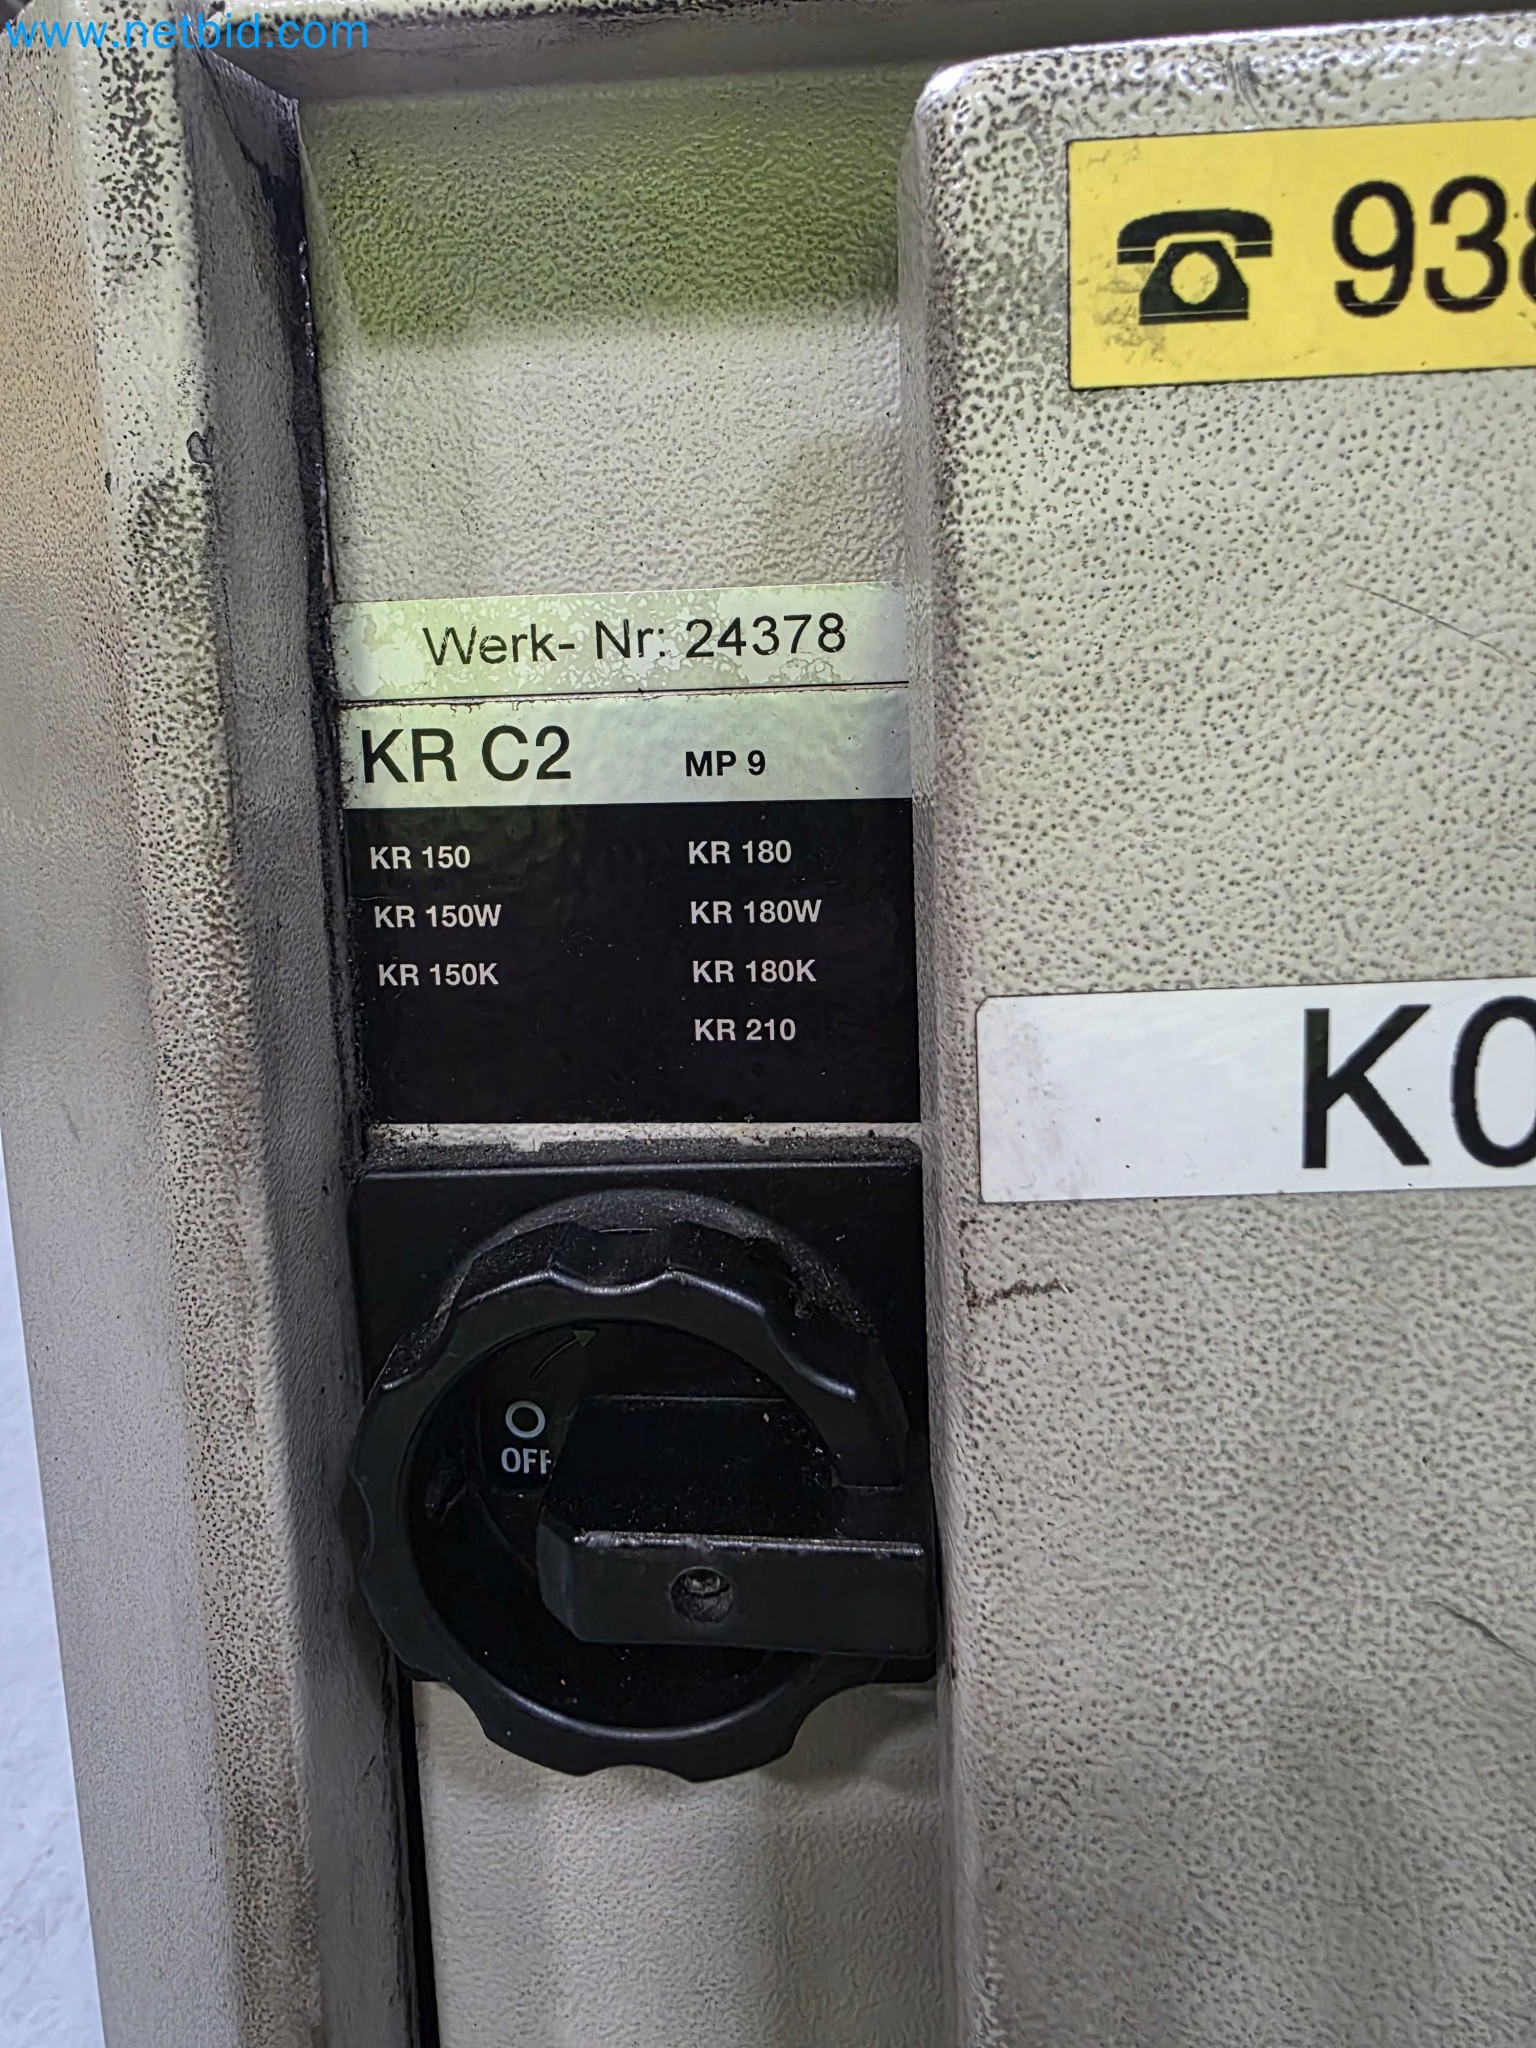 www.netbid.com
☎ 938
Werk- Nr: 24378
KR C2 MP 9
KR 150 KR 180
KR 150W KR 180W
KR 150K KR 180K
KR 210
K0
O
OFF